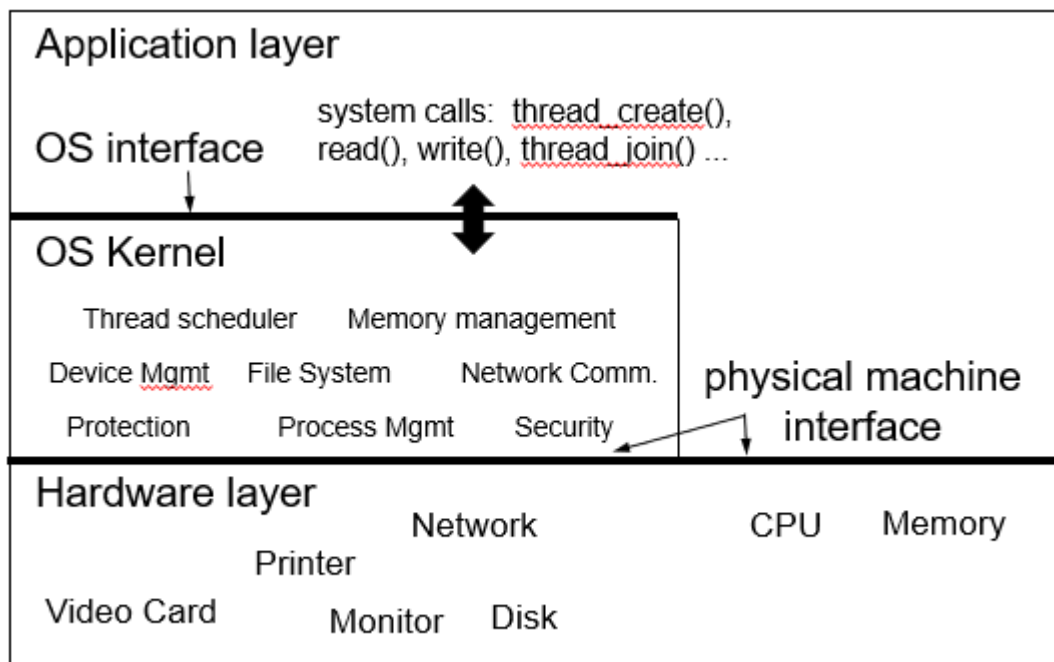 Application layer
system calls: thread_create(),
OS interface
read(), write(), thread_join() ...
OS Kernel
Thread scheduler Memory management
Device Mgmt File System Network Comm.
physical machine
interface
Protection Process Mgmt Security
Hardware layer
Network CPU Memory
Printer
Video Card Monitor Disk